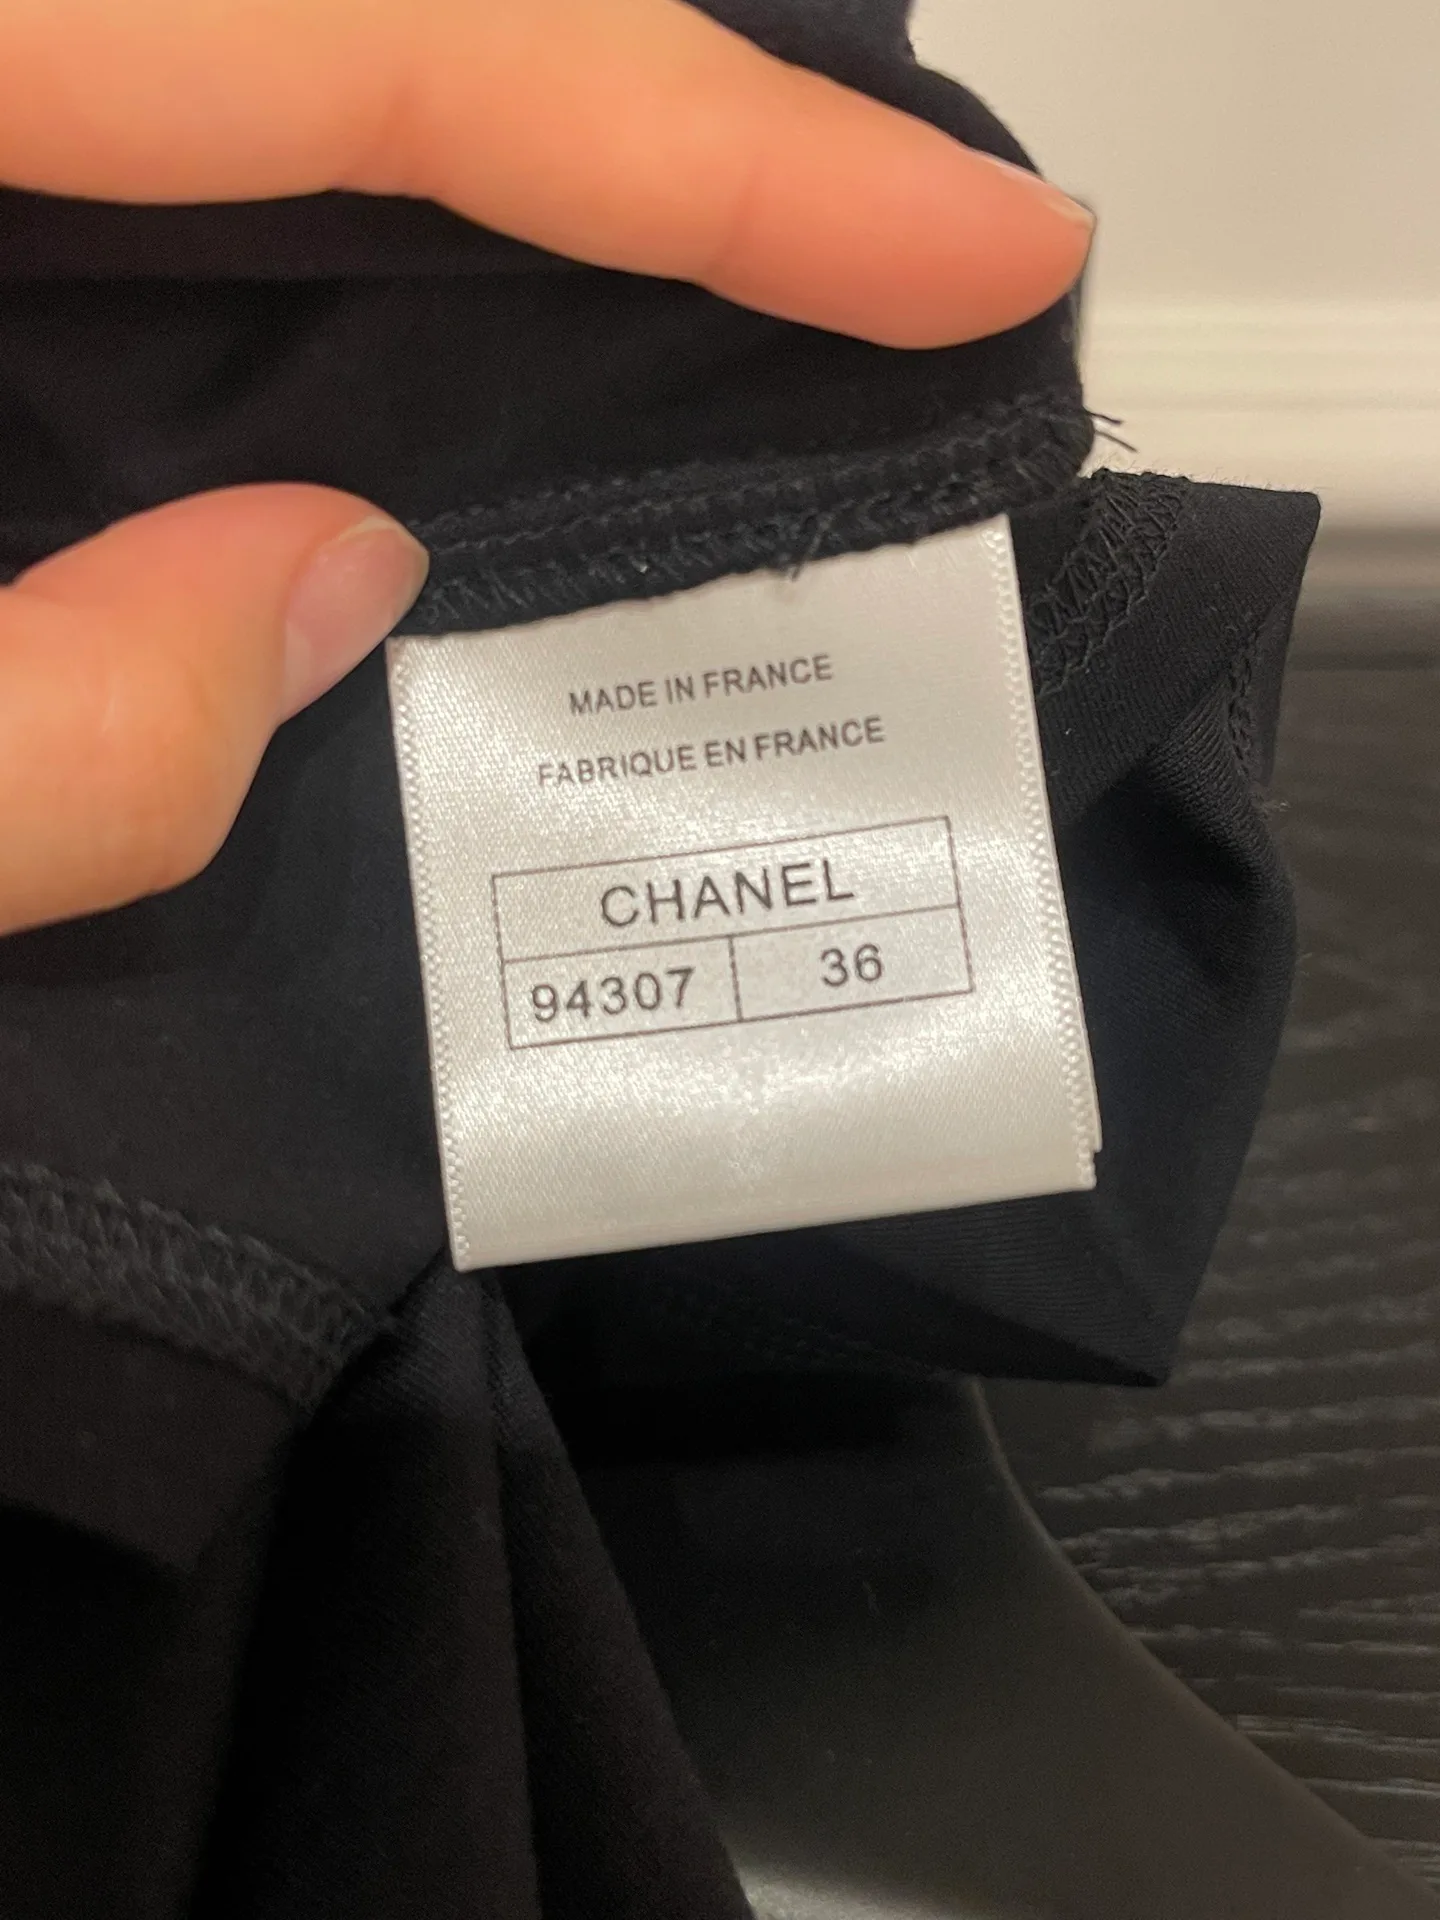 MADE IN FRANCE
FABRIQUE EN FRANCE
CHANEL
94307 36